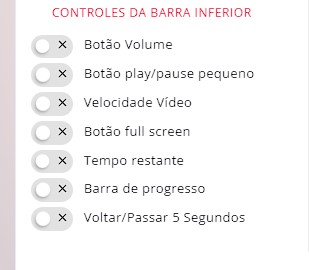 CONTROLES DA BARRA INFERIOR
Botão Volume
Botão play/pause pequeno
Velocidade Vídeo
Botão full screen
Tempo restante
Barra de progresso
Voltar/Passar 5 Segundos